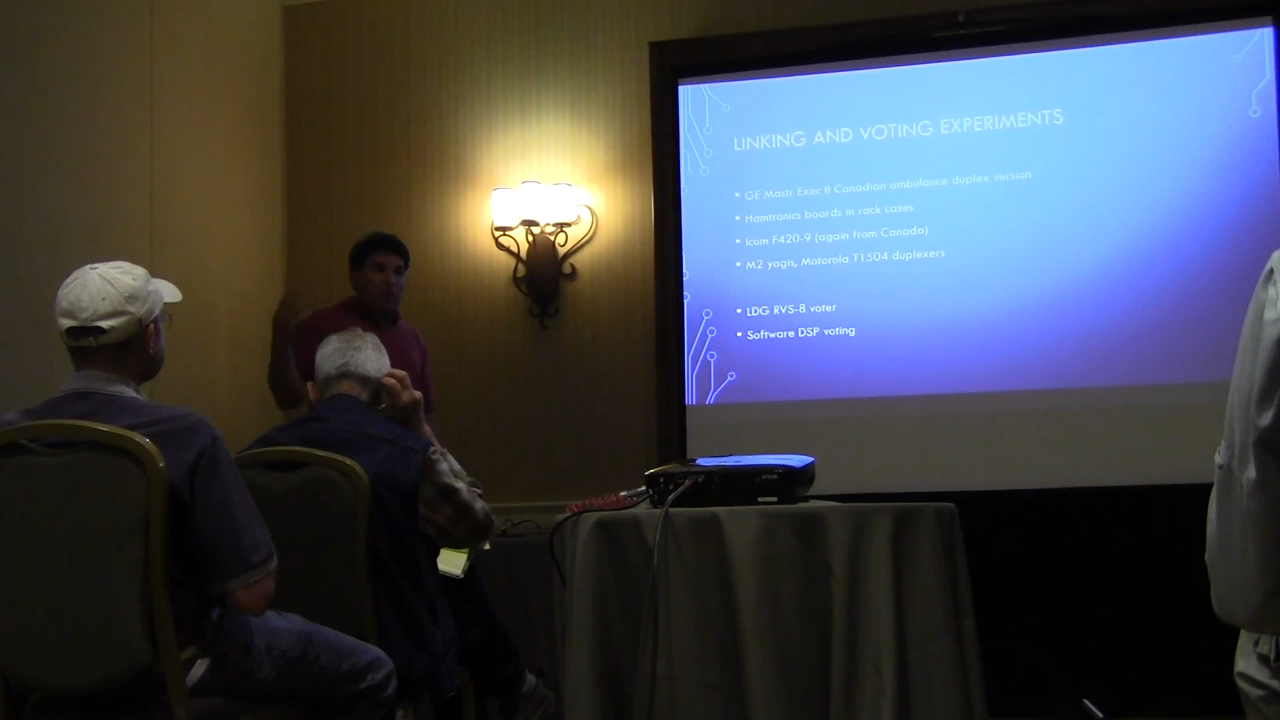 LINKING AND VOTING EXPERIMENTS
• GE Mastr Exec II Canadian ambulance duplex version
• Hamtronics boards in rack cases
• Icom F420-9 (again from Canada)
• M2 yagis, Motorola T1504 duplexers
• LDG RVS-8 voter
• Software DSP voting
EPSON